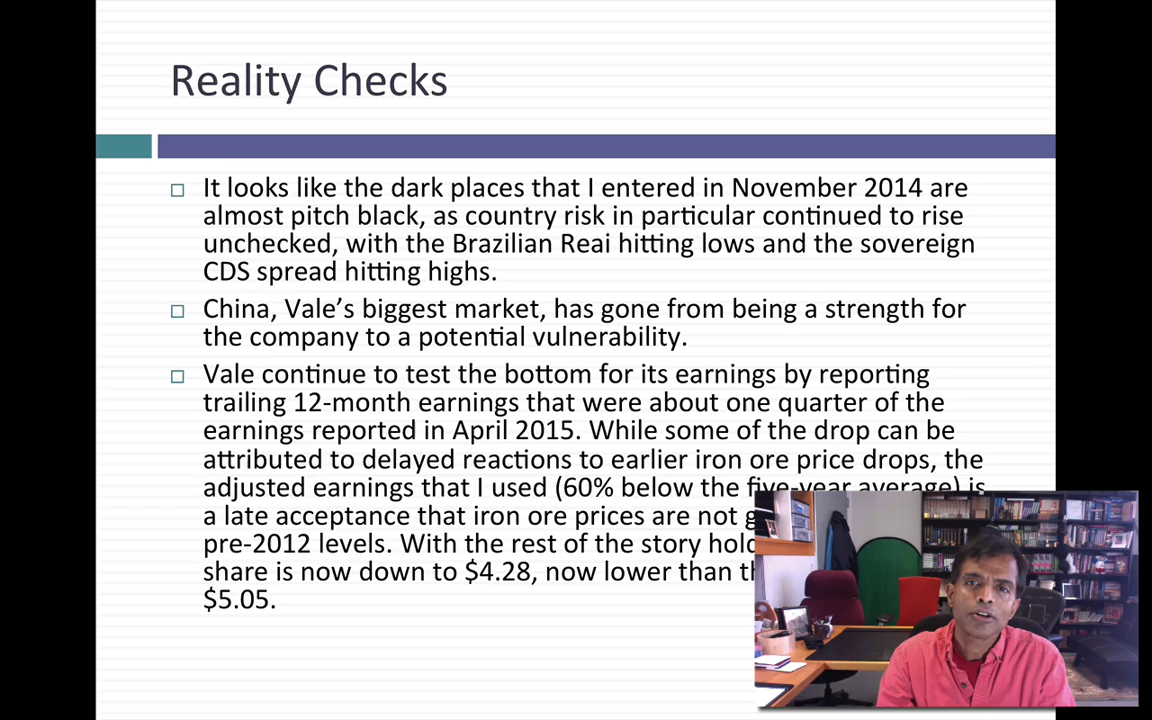 Reality Checks
It looks like the dark places that I entered in November 2014 are
almost pitch black, as country risk in particular continued to rise
unchecked, with the Brazilian Reai hitting lows and the sovereign
CDS spread hitting highs.
China, Vale’s biggest market, has gone from being a strength for
the company to a potential vulnerability.
Vale continue to test the bottom for its earnings by reporting
trailing 12-month earnings that were about one quarter of the
earnings reported in April 2015. While some of the drop can be
attributed to delayed reactions to earlier iron ore price drops, the
adjusted earnings that I used (60% below the five-year average) is
a late acceptance that iron ore prices are not
pre-2012 levels. With the rest of the story
share is now down to $4.28, now lower than
$5.05.